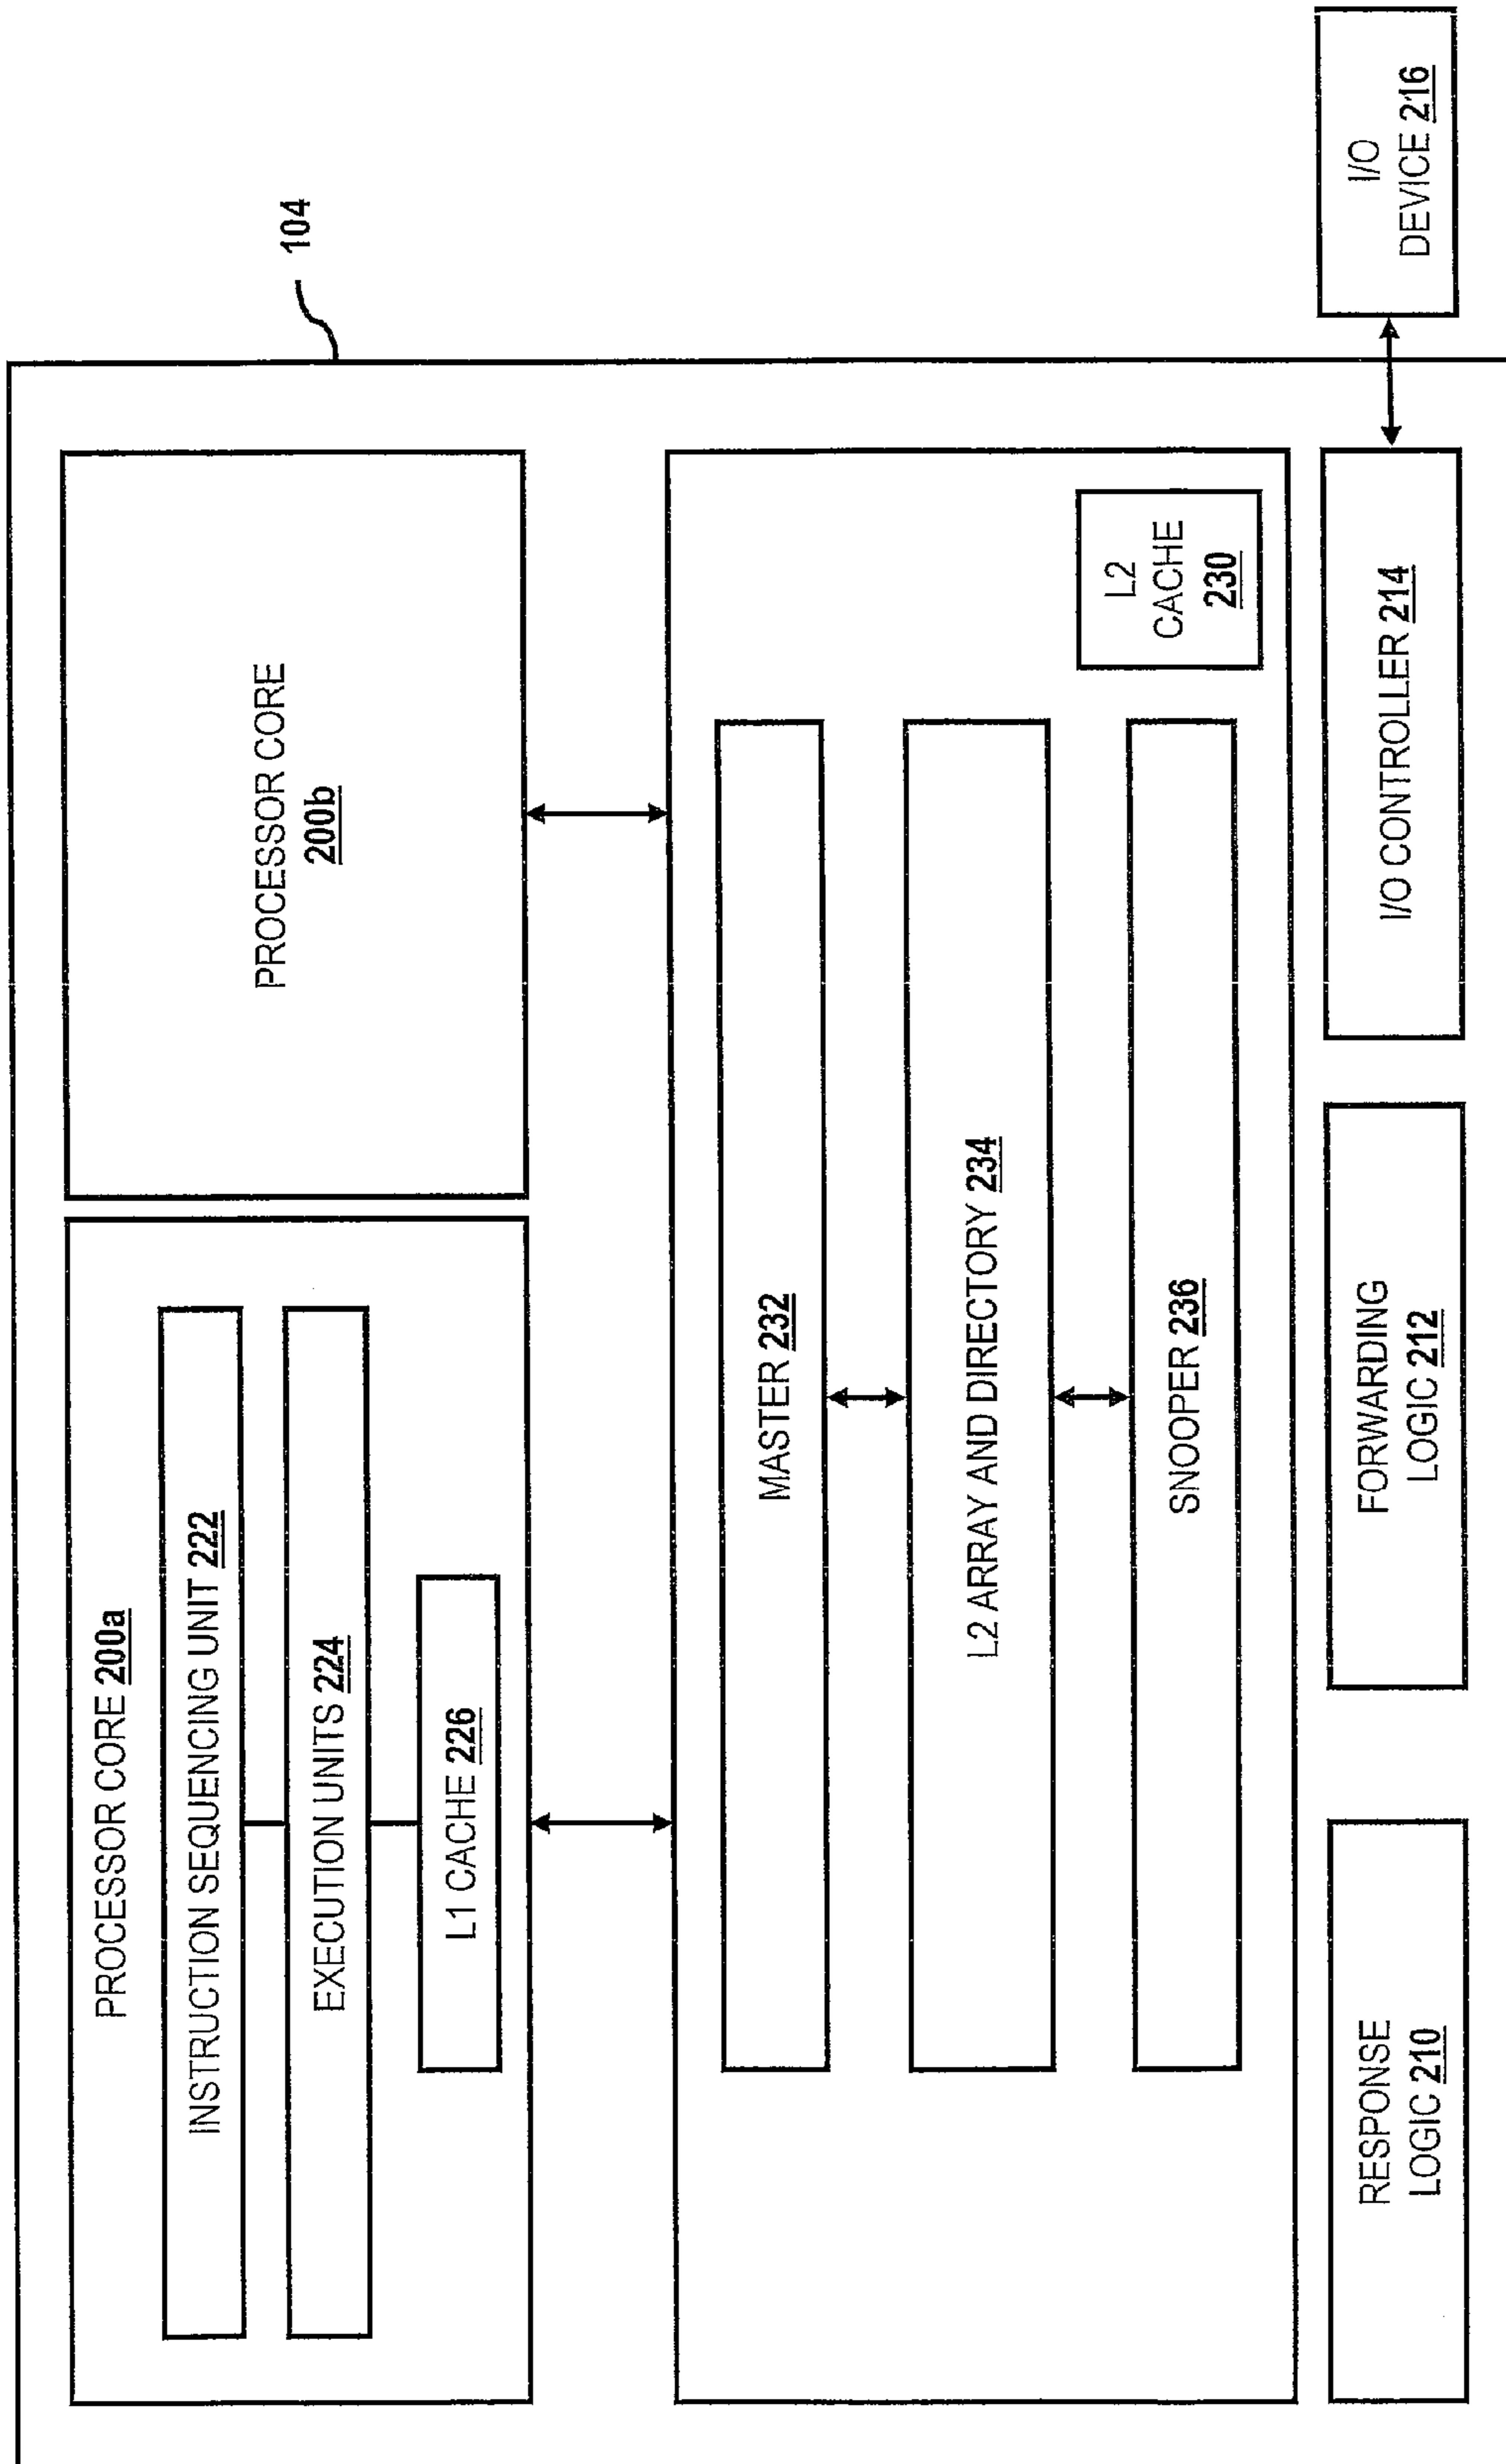 104
PROCESSOR CORE 200a
INSTRUCTION SEQUENCING UNIT 222
EXECUTION UNITS 224
L1 CACHE 226
PROCESSOR CORE
200b
MASTER 232
L2 ARRAY AND DIRECTORY 234
SNOOPER 236
L2
CACHE
230
RESPONSE
LOGIC 210
FORWARDING
LOGIC 212
I/O CONTROLLER 214
I/O
DEVICE 216